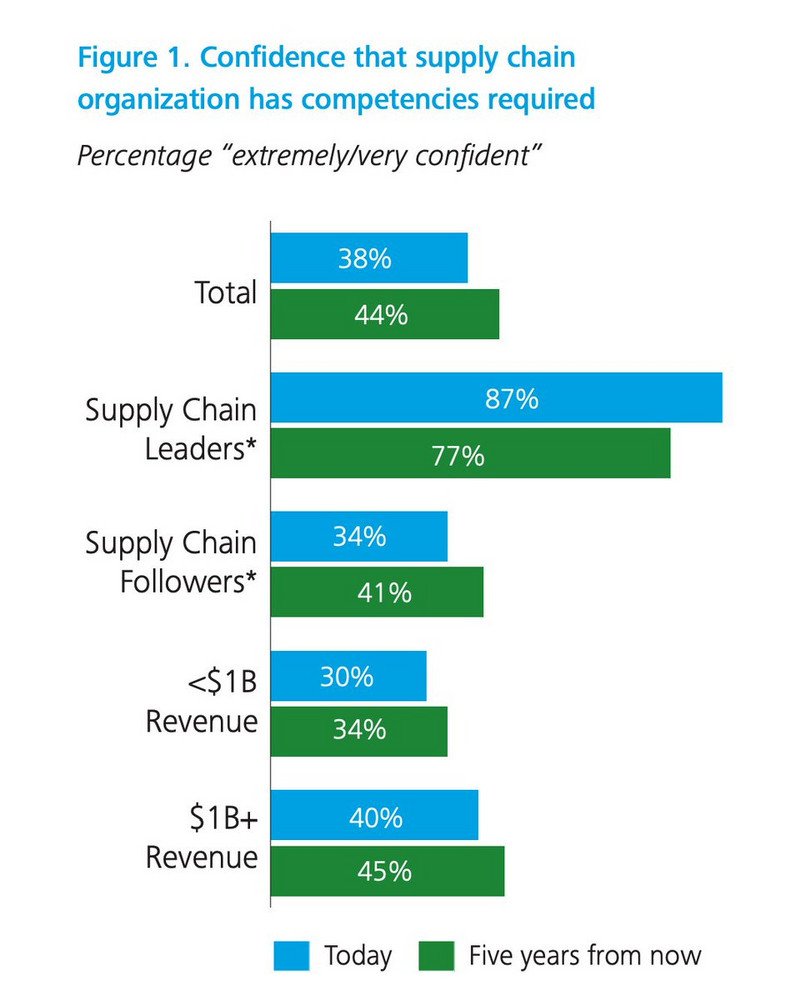 Figure 1. Confidence that supply chain
organization has competencies required
Percentage “extremely/very confident”
Total
38%
44%
Supply Chain
Leaders*
87%
77%
Supply Chain
Followers*
34%
41%
<$1B
Revenue
30%
34%
$1B+
Revenue
40%
45%
Today
Five years from now